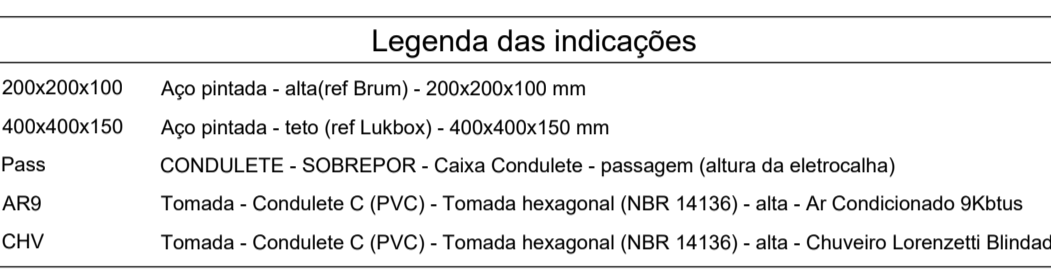 Legenda das indicações
200x200x100 Aço pintada - alta(ref Brum) - 200x200x100 mm
400x400x150 Aço pintada - teto (ref Lukbox) - 400x400x150 mm
Pass CONDULETE - SOBREPOR - Caixa Condulete - passagem (altura da eletrocalha)
AR9 Tomada - Condulete C (PVC) - Tomada hexagonal (NBR 14136) - alta - Ar Condicionado 9Kbtus
CHV Tomada - Condulete C (PVC) - Tomada hexagonal (NBR 14136) - alta - Chuveiro Lorenzetti Blindad